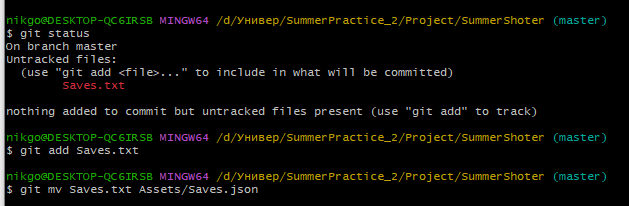 nikgo@DESKTOP-QC6IRSB MINGW64 /d/Универ/SummerPractice_2/Project/SummerShoter (master)
$ git status
On branch master
Untracked files:
  (use "git add <file>..." to include in what will be committed)
        Saves.txt

nothing added to commit but untracked files present (use "git add" to track)

nikgo@DESKTOP-QC6IRSB MINGW64 /d/Универ/SummerPractice_2/Project/SummerShoter (master)
$ git add Saves.txt

nikgo@DESKTOP-QC6IRSB MINGW64 /d/Универ/SummerPractice_2/Project/SummerShoter (master)
$ git mv Saves.txt Assets/Saves.json